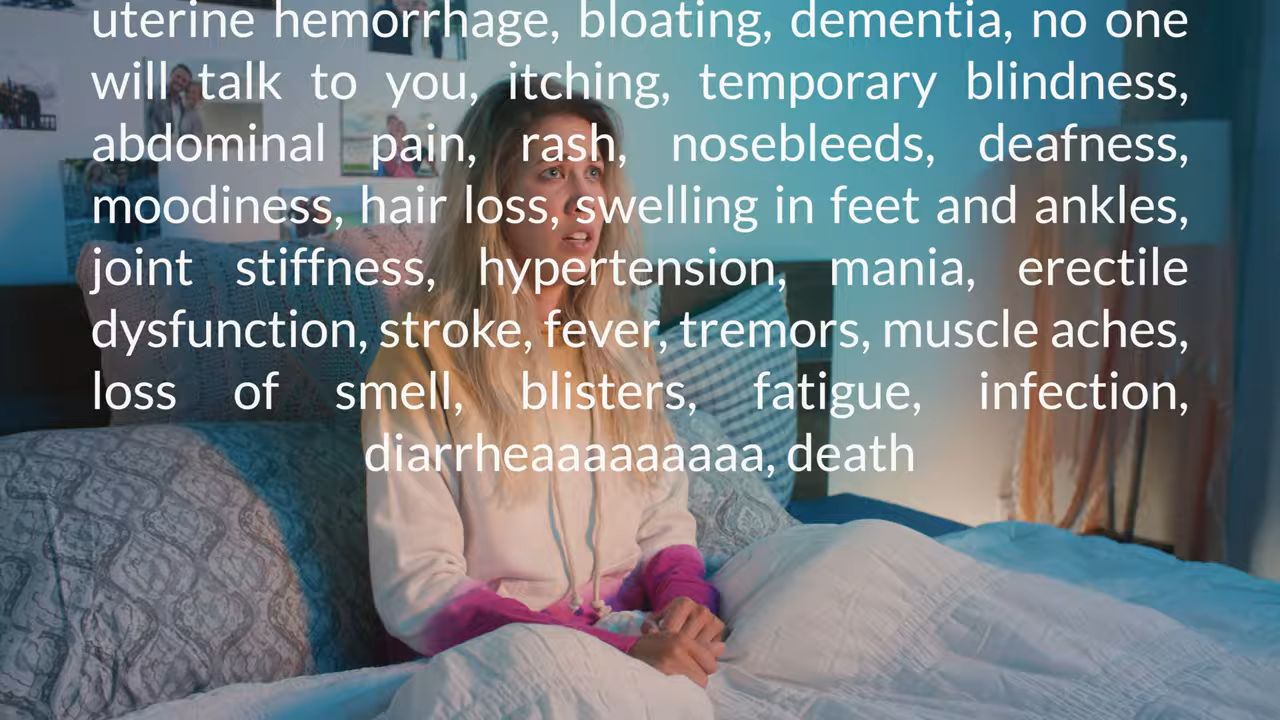 uterine hemorrhage, bloating, dementia, no one
will talk to you, itching, temporary blindness,
abdominal pain, rash, nosebleeds, deafness,
moodiness, hair loss, swelling in feet and ankles,
joint stiffness, hypertension, mania, erectile
dysfunction, stroke, fever, tremors, muscle aches,
loss of smell, blisters, fatigue, infection,
diarrheaaaaaaaaa, death